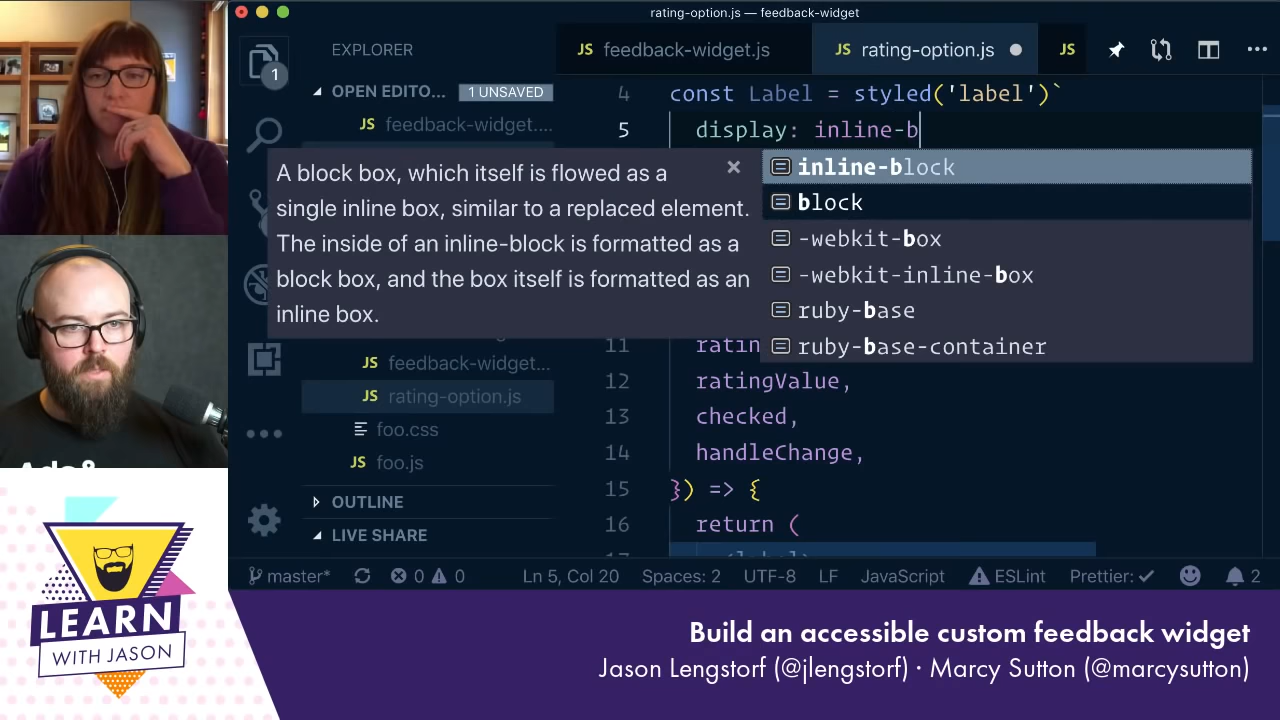 rating-option.js — feedback-widget
EXPLORER
JS feedback-widget.js
JS rating-option.js
JS
1
OPEN EDITO... 1 UNSAVED
JS feedback-widget....
4 const Label = styled('label')`
5 display: inline-b
A block box, which itself is flowed as a
single inline box, similar to a replaced element.
The inside of an inline-block is formatted as a
block box, and the box itself is formatted as an
inline box.
inline-block
block
-webkit-box
-webkit-inline-box
ruby-base
ruby-base-container
JS feedback-widget...
JS rating-option.js
foo.css
JS foo.js
OUTLINE
LIVE SHARE
11 ratin
12 ratingValue,
13 checked,
14 handleChange,
15 }) => {
16 return (
master* 0 0 Ln 5, Col 20 Spaces: 2 UTF-8 LF JavaScript ESLint Prettier: 2
LEARN
WITH JASON
Build an accessible custom feedback widget
Jason Lengstorf (@jlengstorf) · Marcy Sutton (@marcysutton)